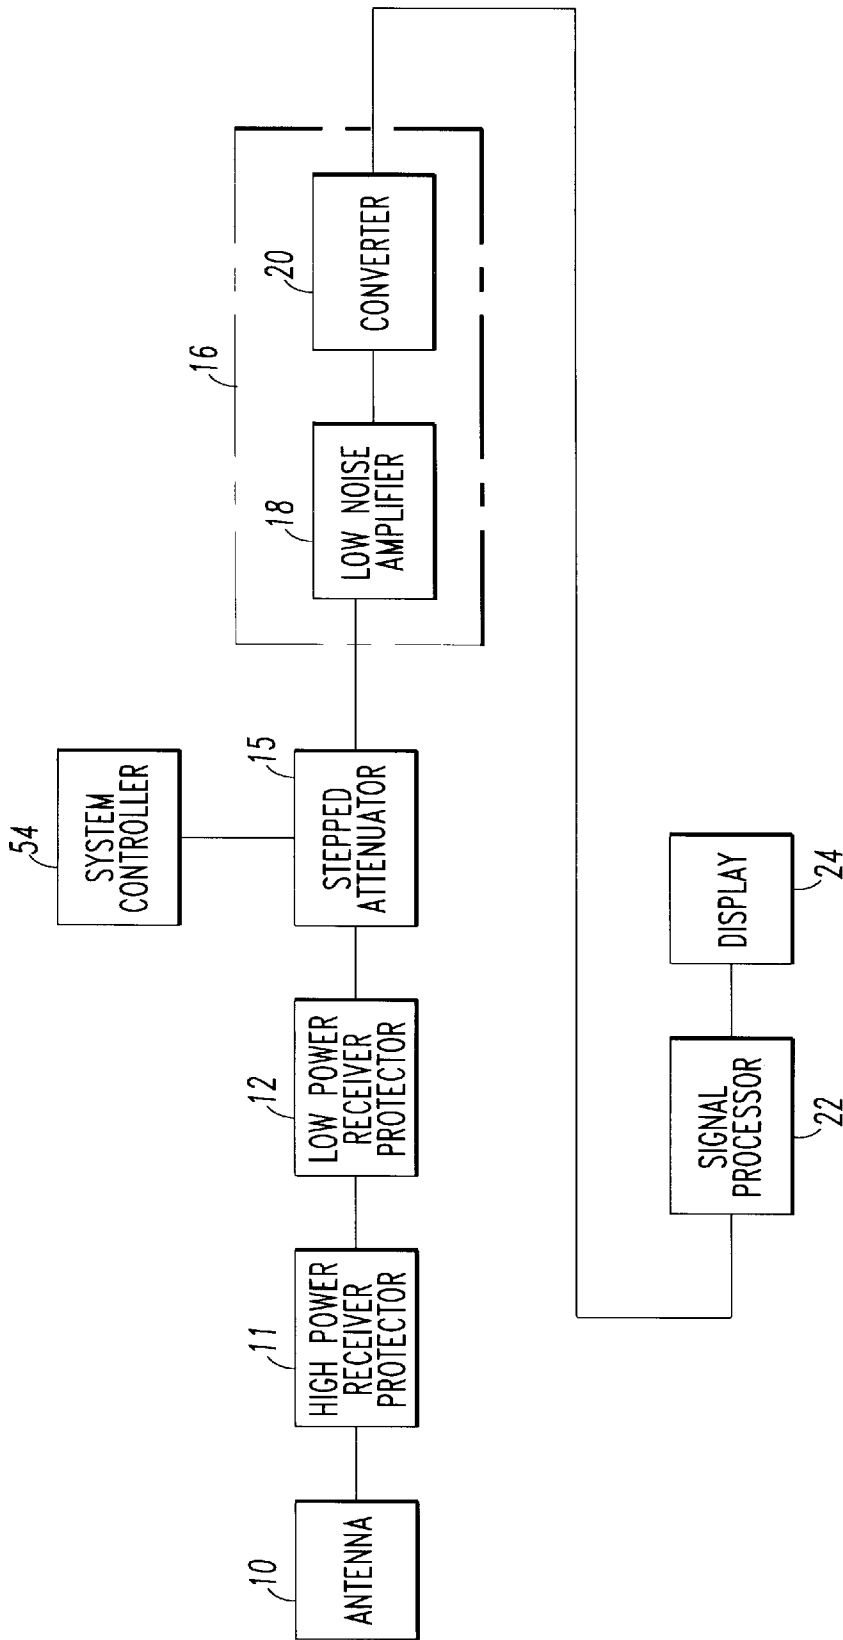 10
ANTENNA
11
HIGH POWER
RECEIVER
PROTECTOR
12
LOW POWER
RECEIVER
PROTECTOR
54
SYSTEM
CONTROLLER
15
STEPPED
ATTENUATOR
16
18
LOW NOISE
AMPLIFIER
20
CONVERTER
SIGNAL
PROCESSOR
22
DISPLAY
24